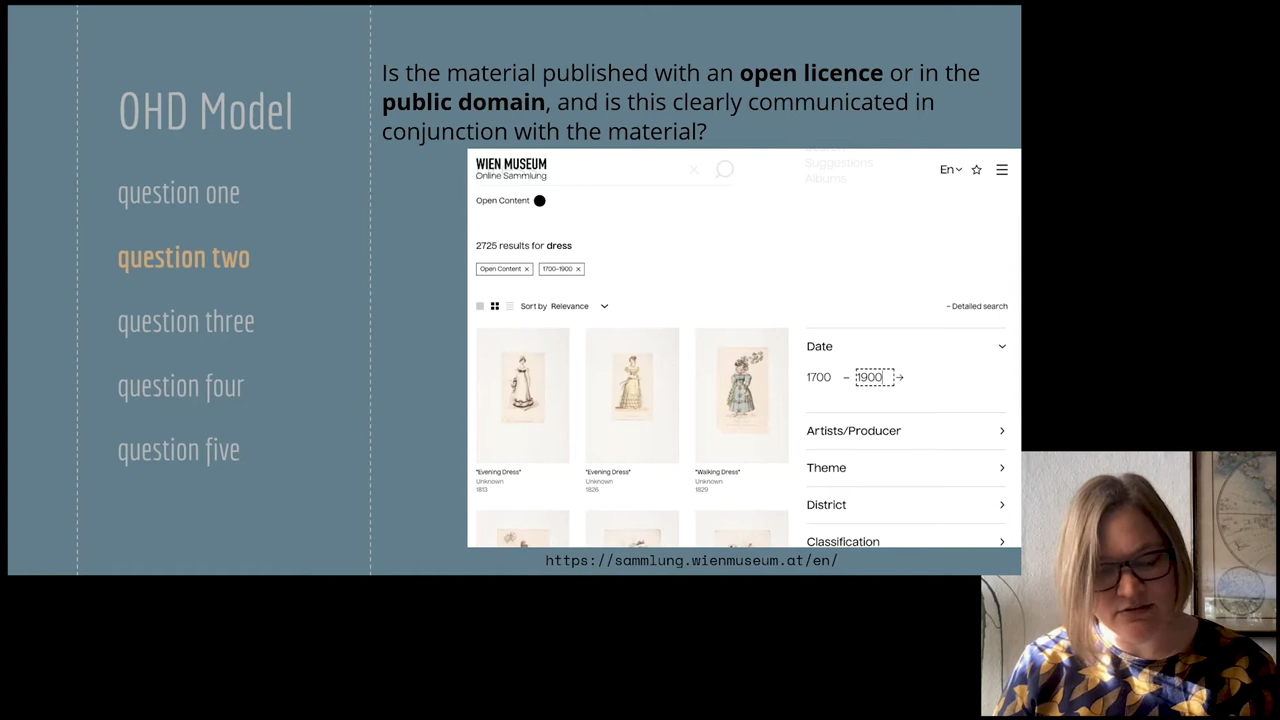 OHD Model
question one
question two
question three
question four
question five
Is the material published with an open licence or in the
public domain, and is this clearly communicated in
conjunction with the material?
WIEN MUSEUM
Online Sammlung
Suggestions
Albums
En
Open Content
2725 results for dress
Open Content × 1700–1900 ×
Sort by Relevance
– Detailed search
"Evening Dress"
Unknown
1813
"Evening Dress"
Unknown
1826
"Walking Dress"
Unknown
1829
Date
1700 – 1900 →
Artists/Producer
Theme
District
Classification
https://sammlung.wienmuseum.at/en/